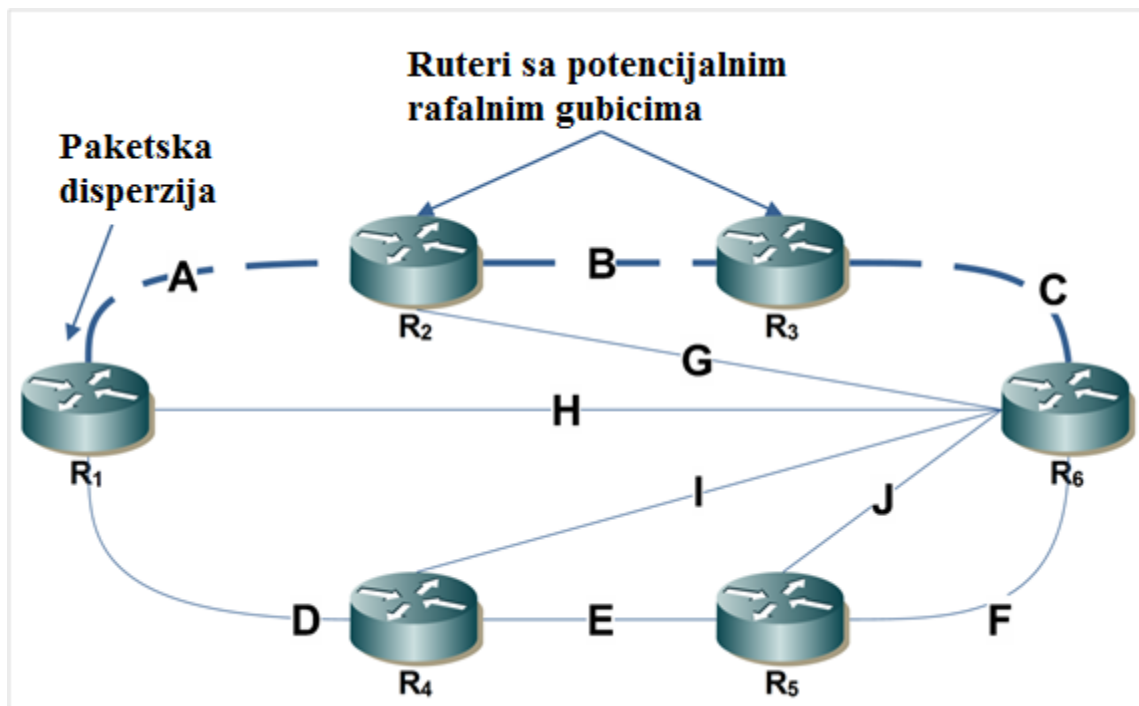 Ruteri sa potencijalnim
rafalnim gubicima
Paketska
disperzija
A
B
C
R2
R3
G
H
R1
R6
I
J
D
E
F
R4
R5